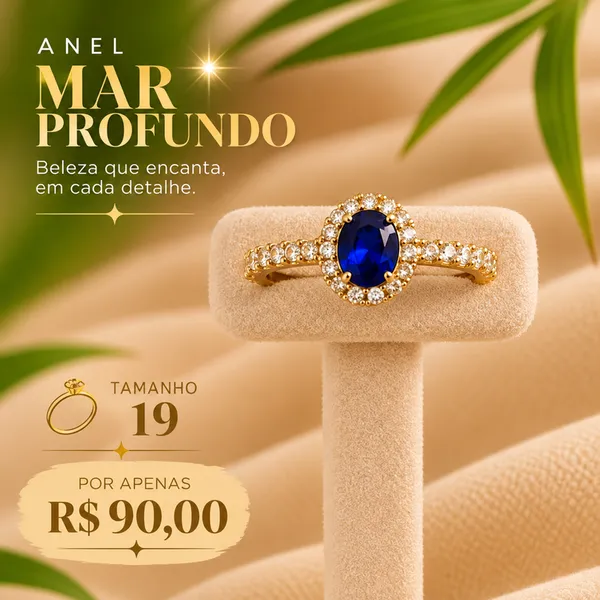 ANEL
MAR
PROFUNDO
Beleza que encanta,
em cada detalhe.
TAMANHO
19
POR APENAS
R$ 90,00